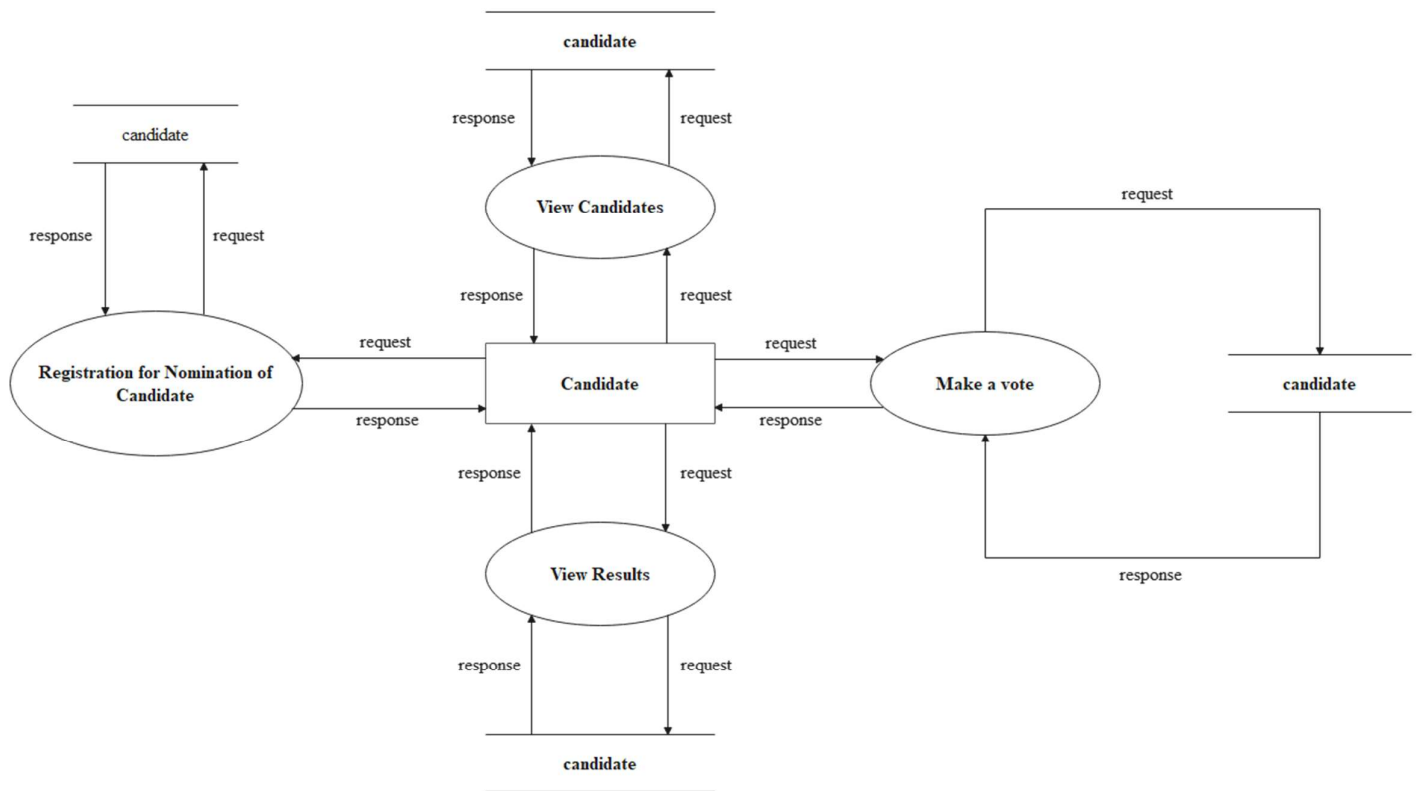 candidate
response
request
candidate
View Candidates
response
request
request
response
request
Registration for Nomination of
Candidate
request
response
Candidate
request
response
Make a vote
candidate
response
request
View Results
response
response
request
candidate